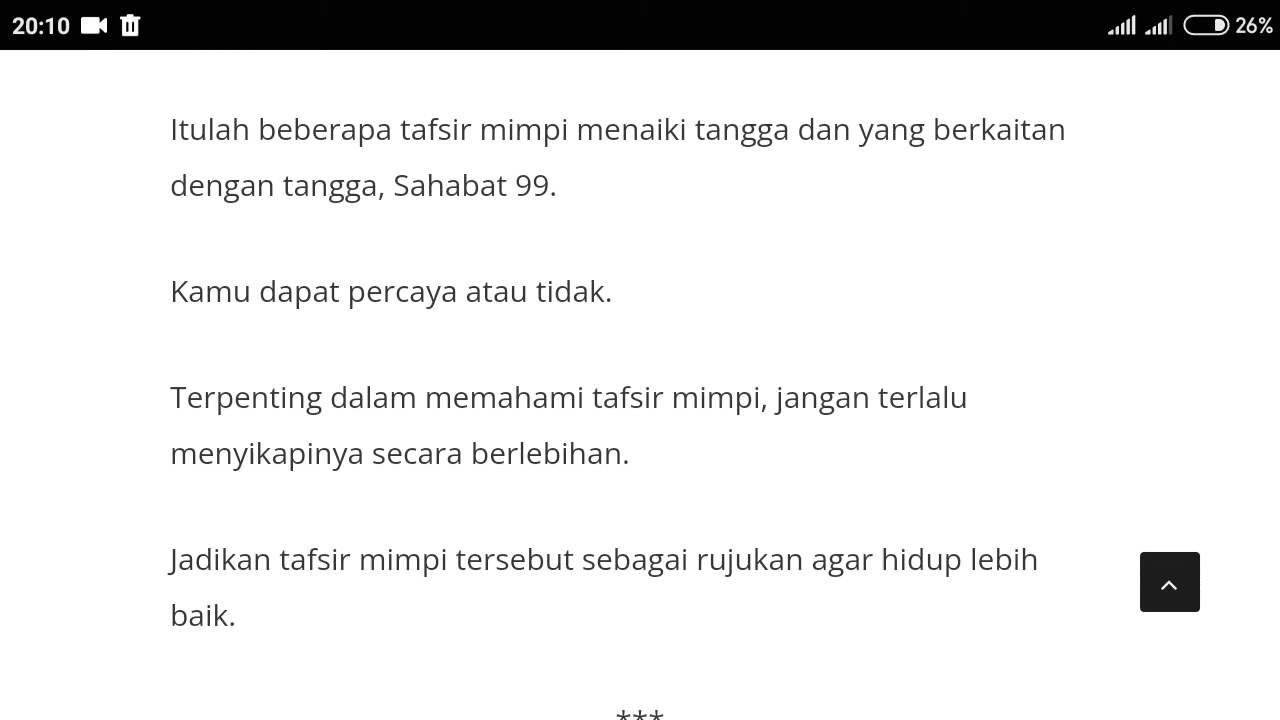 20:10 26%
Itulah beberapa tafsir mimpi menaiki tangga dan yang berkaitan
dengan tangga, Sahabat 99.
Kamu dapat percaya atau tidak.
Terpenting dalam memahami tafsir mimpi, jangan terlalu
menyikapinya secara berlebihan.
Jadikan tafsir mimpi tersebut sebagai rujukan agar hidup lebih
baik.
***